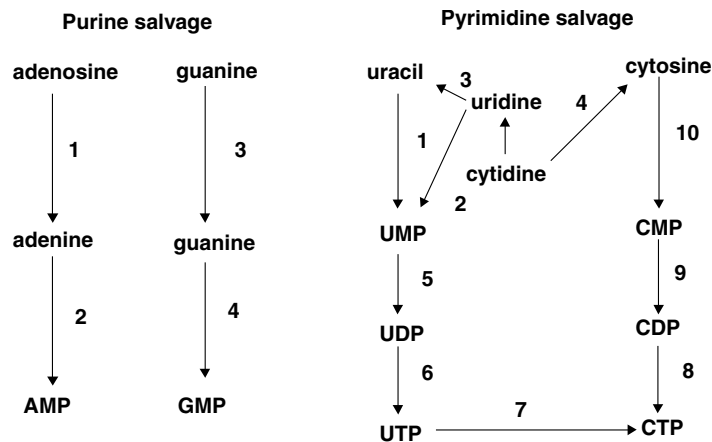 Purine salvage
adenosine guanine
1 3
adenine guanine
2 4
AMP GMP
Pyrimidine salvage
uracil 3 uridine 4 cytosine
1 10
cytidine
2
UMP CMP
5 9
UDP CDP
6 8
UTP 7 CTP